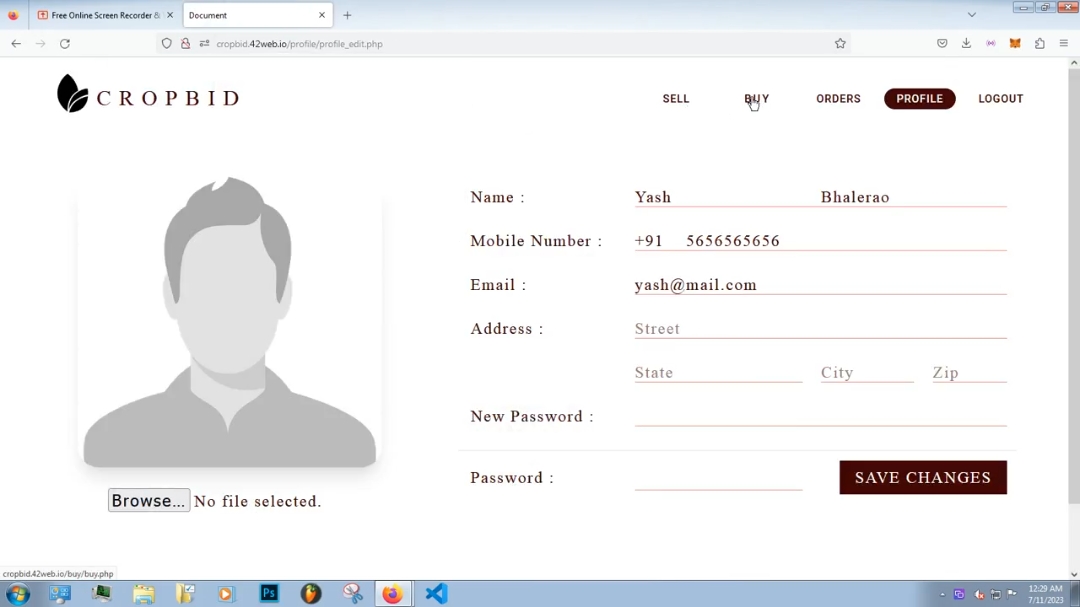 Free Online Screen Recorder &
Document
cropbid.42web.io/profile/profile_edit.php
CROPBID
SELL BUY ORDERS PROFILE LOGOUT
Name : Yash Bhalerao
Mobile Number : +91 5656565656
Email : yash@mail.com
Address : Street
State City Zip
New Password :
Password : SAVE CHANGES
Browse... No file selected.
cropbid.42web.io/buy/buy.php
Ps
12:29 AM
7/11/2023